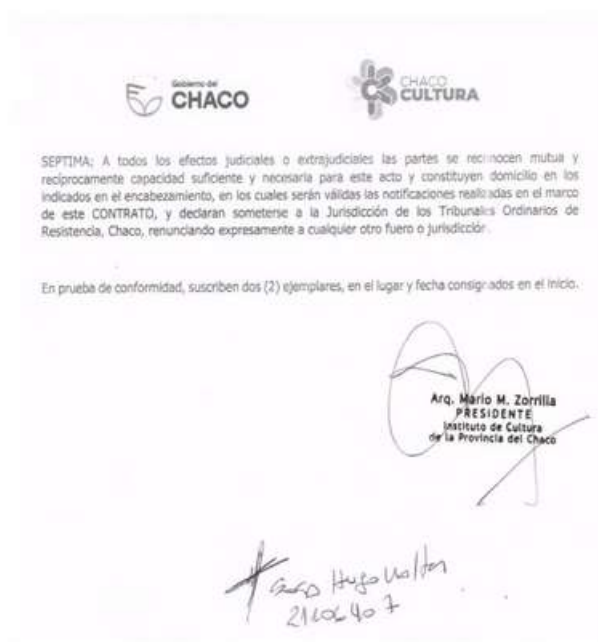 Gobierno del
CHACO
CHACO
CULTURA
SEPTIMA: A todos los efectos judiciales o extrajudiciales las partes se reconocen mutua y
recíprocamente capacidad suficiente y necesaria para este acto y constituyen domicilio en los
indicados en el encabezamiento, en los cuales serán válidas las notificaciones realizadas en el marco
de este CONTRATO, y declaran someterse a la Jurisdicción de los Tribunales Ordinarios de
Resistencia, Chaco, renunciando expresamente a cualquier otro fuero o jurisdicción.
En prueba de conformidad, suscriben dos (2) ejemplares, en el lugar y fecha consignados en el inicio.
Arq. Mario M. Zorrilla
PRESIDENTE
Instituto de Cultura
de la Provincia del Chaco
Hugo Walter